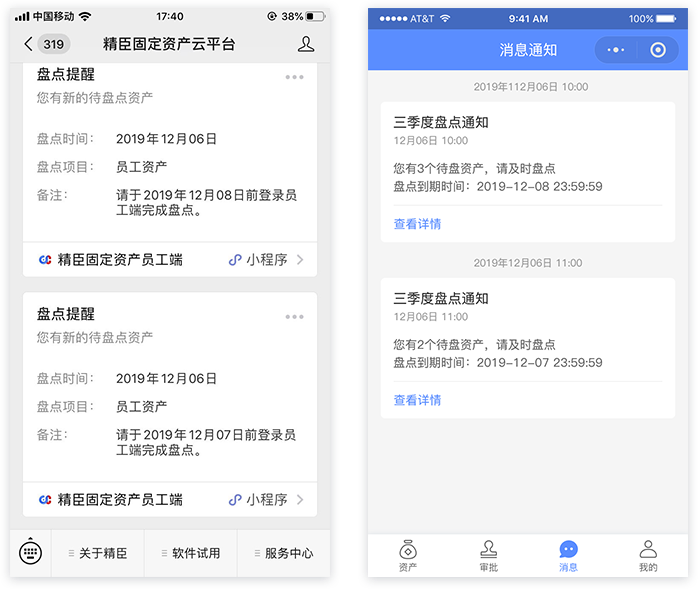 中国移动
17:40
38%
319
精臣固定资产云平台
盘点提醒
您有新的待盘点资产
盘点时间： 2019年12月06日
盘点项目： 员工资产
备注： 请于2019年12月08日前登录员
工端完成盘点。
精臣固定资产员工端 小程序
盘点提醒
您有新的待盘点资产
盘点时间： 2019年12月06日
盘点项目： 员工资产
备注： 请于2019年12月07日前登录员
工端完成盘点。
精臣固定资产员工端 小程序
关于精臣 软件试用 服务中心
AT&T 9:41 AM 100%
消息通知
2019年112月06日 10:00
三季度盘点通知
12月06日 10:00
您有3个待盘资产，请及时盘点
盘点到期时间：2019-12-08 23:59:59
查看详情
2019年12月06日 11:00
三季度盘点通知
12月06日 11:00
您有2个待盘资产，请及时盘点
盘点到期时间：2019-12-07 23:59:59
查看详情
资产 审批 消息 我的